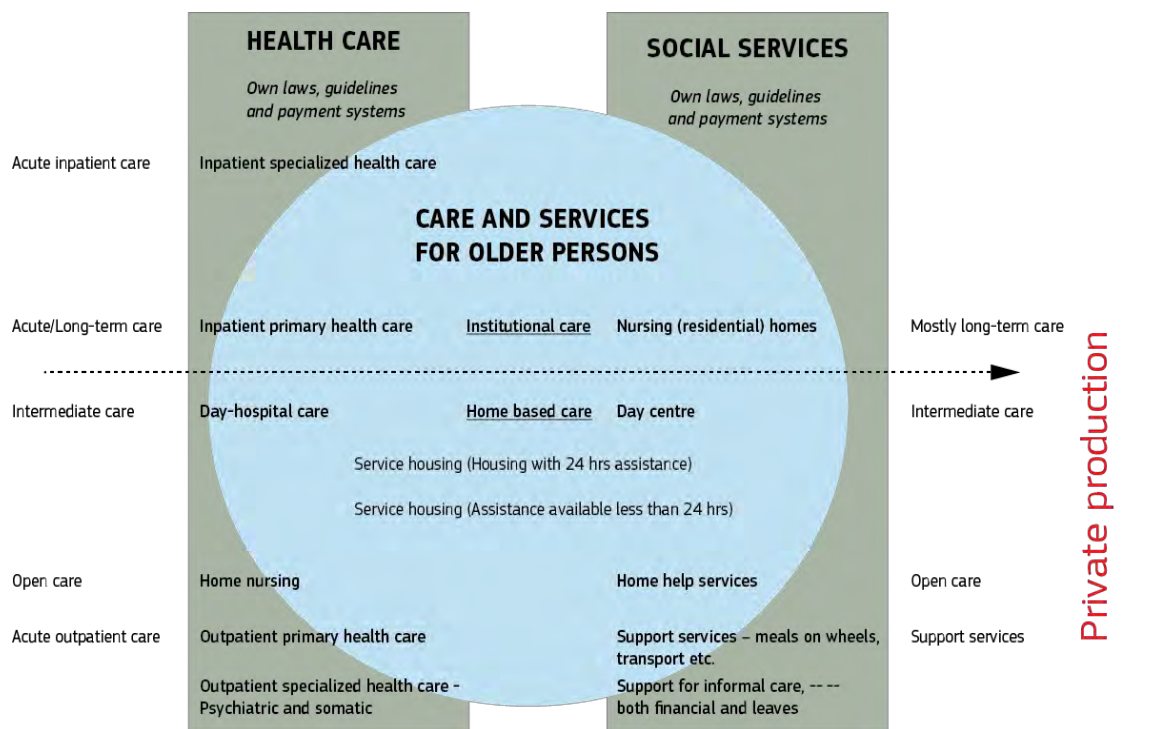 HEALTH CARE
SOCIAL SERVICES
Own laws, guidelines
and payment systems
Own laws, guidelines
and payment systems
Acute inpatient care
Inpatient specialized health care
CARE AND SERVICES
FOR OLDER PERSONS
Acute/Long-term care
Inpatient primary health care
Institutional care
Nursing (residential) homes
Mostly long-term care
Intermediate care
Day-hospital care
Home based care
Day centre
Intermediate care
Service housing (Housing with 24 hrs assistance)
Service housing (Assistance available less than 24 hrs)
Open care
Home nursing
Home help services
Open care
Acute outpatient care
Outpatient primary health care
Support services – meals on wheels,
transport etc.
Support services
Outpatient specialized health care -
Psychiatric and somatic
Support for informal care, -- --
both financial and leaves
Private production